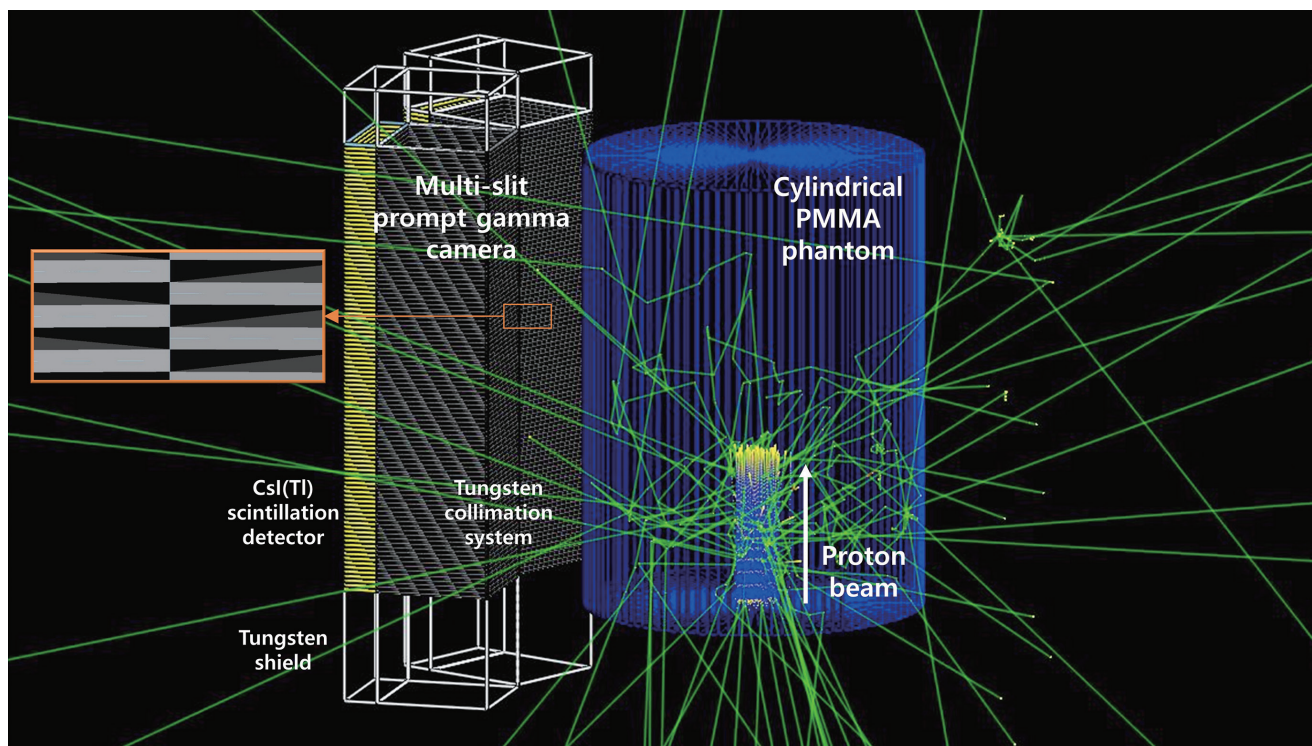 Multi-slit
prompt gamma
camera
Cylindrical
PMMA
phantom
CsI(Tl)
scintillation
detector
Tungsten
collimation
system
Proton
beam
Tungsten
shield